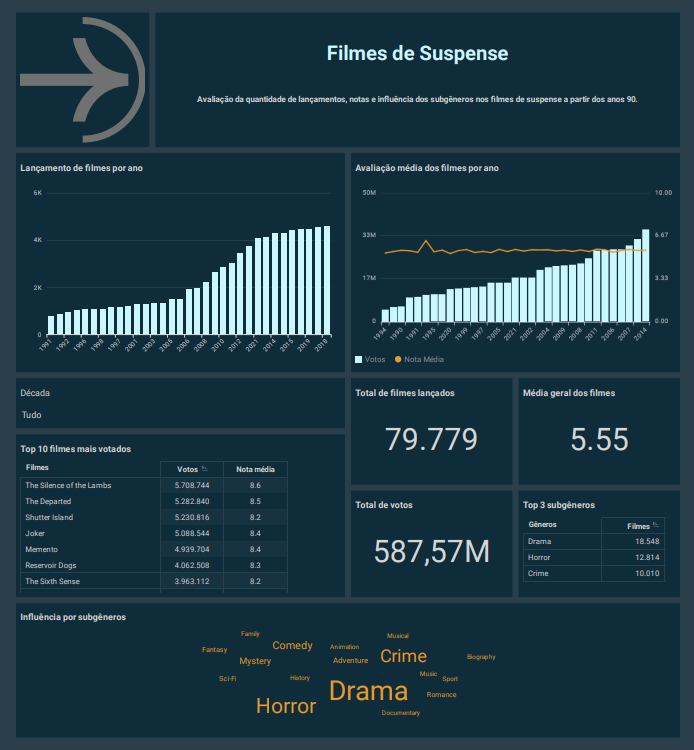 Filmes de Suspense
Avaliação da quantidade de lançamentos, notas e influência dos subgêneros nos filmes de suspense a partir dos anos 90.
Lançamento de filmes por ano
6K
4K
2K
0
1991 1992 1996 1998 1997 2001 2003 2005 2006 2008 2010 2012 2021 2014 2015 2019 2018
Avaliação média dos filmes por ano
50M 10.00
33M 6.67
17M 3.33
0 0.00
1994 1990 1991 1995 2020 1999 1997 2005 2021 2002 2004 2009 2008 2011 2006 2007 2014
Votos Nota Média
Década
Tudo
Total de filmes lançados
79.779
Média geral dos filmes
5.55
Top 10 filmes mais votados
Filmes Votos Nota média
The Silence of the Lambs 5.708.744 8.6
The Departed 5.282.840 8.5
Shutter Island 5.230.816 8.2
Joker 5.088.544 8.4
Memento 4.939.704 8.4
Reservoir Dogs 4.062.508 8.3
The Sixth Sense 3.963.112 8.2
Total de votos
587,57M
Top 3 subgêneros
Gêneros Filmes
Drama 18.548
Horror 12.814
Crime 10.010
Influência por subgêneros
Family Musical
Fantasy Comedy Animation
Mystery Adventure Crime Biography
Sci-Fi History Music Sport
Drama Romance
Horror Documentary